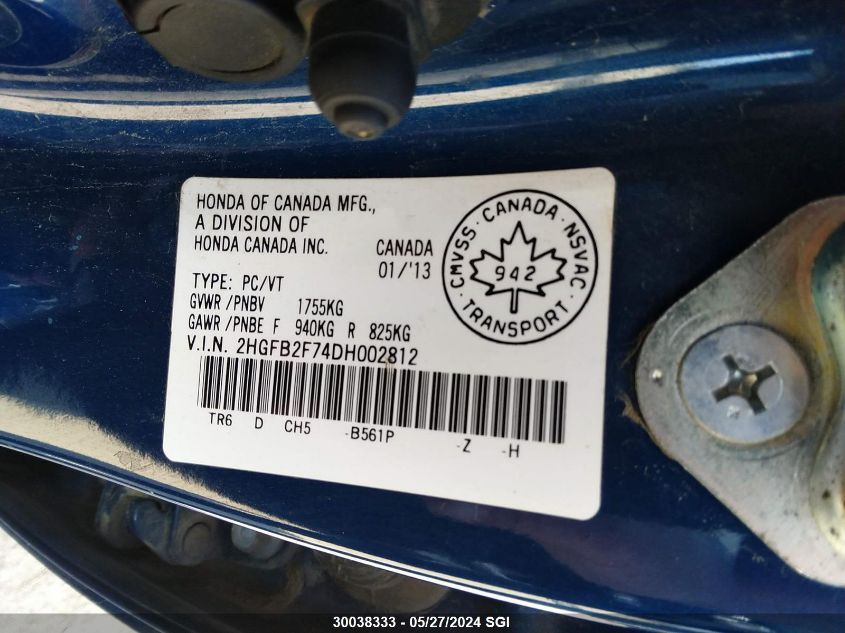 HONDA OF CANADA MFG.,
A DIVISION OF
HONDA CANADA INC.
CANADA
01/'13
TYPE: PC/VT
GVWR /PNBV 1755KG
GAWR /PNBE F 940KG R 825KG
V.I.N. 2HGFB2F74DH002812
TR6 D CH5 -B561P -Z -H
CMVSS · CANADA · NSVAC
942
· TRANSPORT ·
30038333 - 05/27/2024 SGI